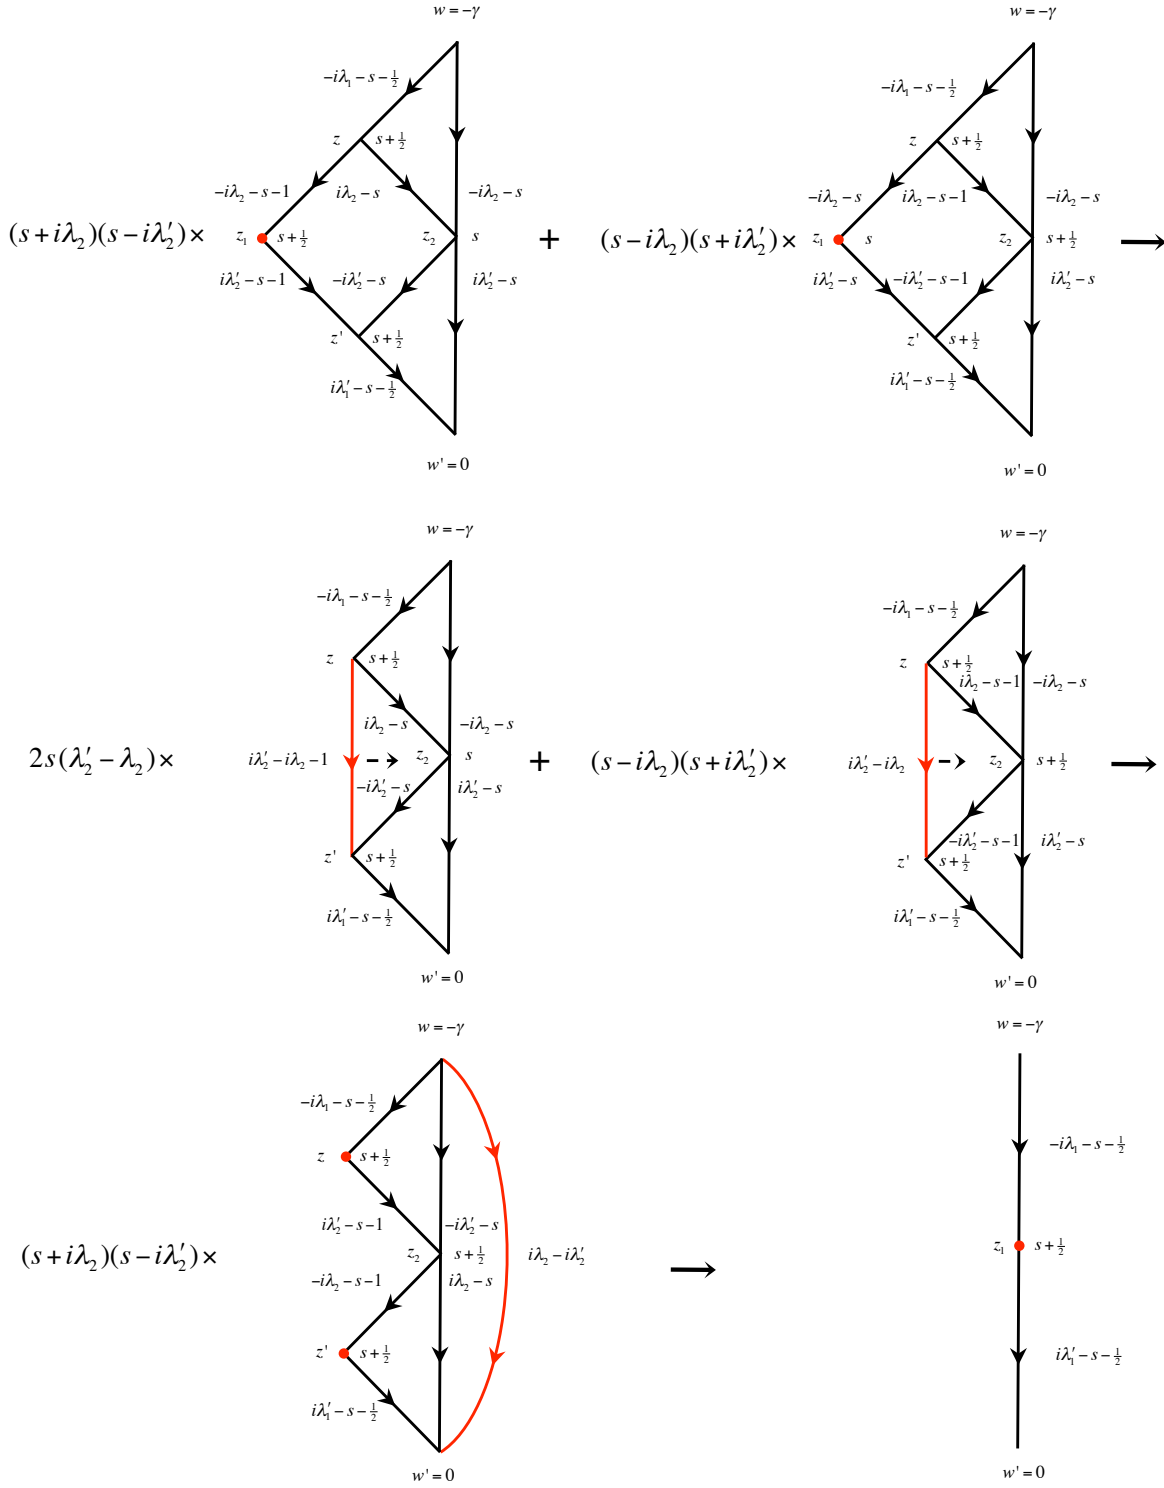 w = −γ
w = −γ
−iλ₁ − s − ½
−iλ₁ − s − ½
z
s + ½
z
s + ½
−iλ₂ − s − 1
iλ₂ − s
−iλ₂ − s
−iλ₂ − s
iλ₂ − s − 1
−iλ₂ − s
(s + iλ₂)(s − iλ′₂) ×
z₁
s + ½
z₂
s
+
(s − iλ₂)(s + iλ′₂) ×
z₁
s
z₂
s + ½
iλ′₂ − s − 1
−iλ′₂ − s
iλ′₂ − s
iλ′₂ − s
−iλ′₂ − s − 1
iλ′₂ − s
z'
s + ½
z'
s + ½
iλ′₁ − s − ½
iλ′₁ − s − ½
w' = 0
w' = 0
w = −γ
w = −γ
−iλ₁ − s − ½
−iλ₁ − s − ½
z
s + ½
z
s + ½
iλ₂ − s
−iλ₂ − s
iλ₂ − s − 1
−iλ₂ − s
2s(λ′₂ − λ₂) ×
iλ′₂ − iλ₂ − 1
z₂
s
+
(s − iλ₂)(s + iλ′₂) ×
iλ′₂ − iλ₂
z₂
s + ½
−iλ′₂ − s
iλ′₂ − s
−iλ′₂ − s − 1
iλ′₂ − s
z'
s + ½
z'
s + ½
iλ′₁ − s − ½
iλ′₁ − s − ½
w' = 0
w' = 0
w = −γ
w = −γ
−iλ₁ − s − ½
−iλ₁ − s − ½
z
s + ½
iλ′₂ − s − 1
−iλ′₂ − s
(s + iλ₂)(s − iλ′₂) ×
z₂
s + ½
iλ₂ − iλ′₂
z₁
s + ½
−iλ₂ − s − 1
iλ₂ − s
z'
s + ½
iλ′₁ − s − ½
iλ′₁ − s − ½
w' = 0
w' = 0